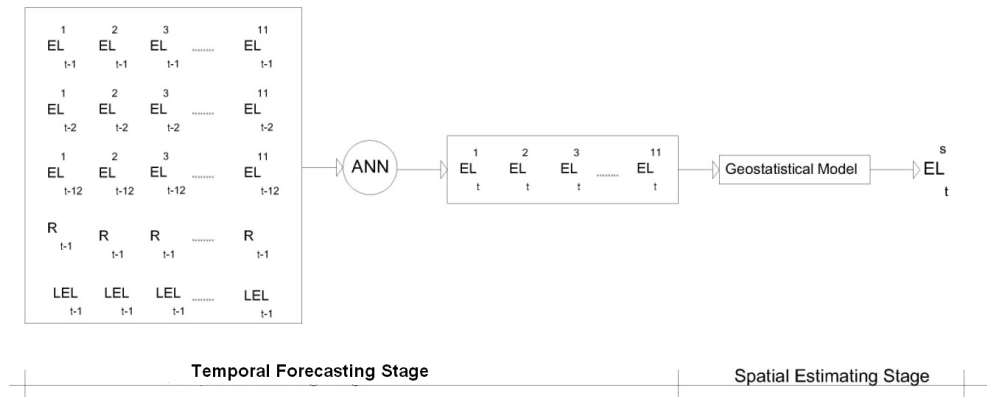 1 2 3 11
EL EL EL ........ EL
t-1 t-1 t-1 t-1
1 2 3 11
EL EL EL ........ EL
t-2 t-2 t-2 t-2
1 2 3 11
EL EL EL ........ EL
t-12 t-12 t-12 t-12
R R R ........ R
t-1 t-1 t-1 t-1
LEL LEL LEL ........ LEL
t-1 t-1 t-1 t-1
ANN
1 2 3 11
EL EL EL ........ EL
t t t t
Geostatistical Model
s
EL
t
Temporal Forecasting Stage
Spatial Estimating Stage